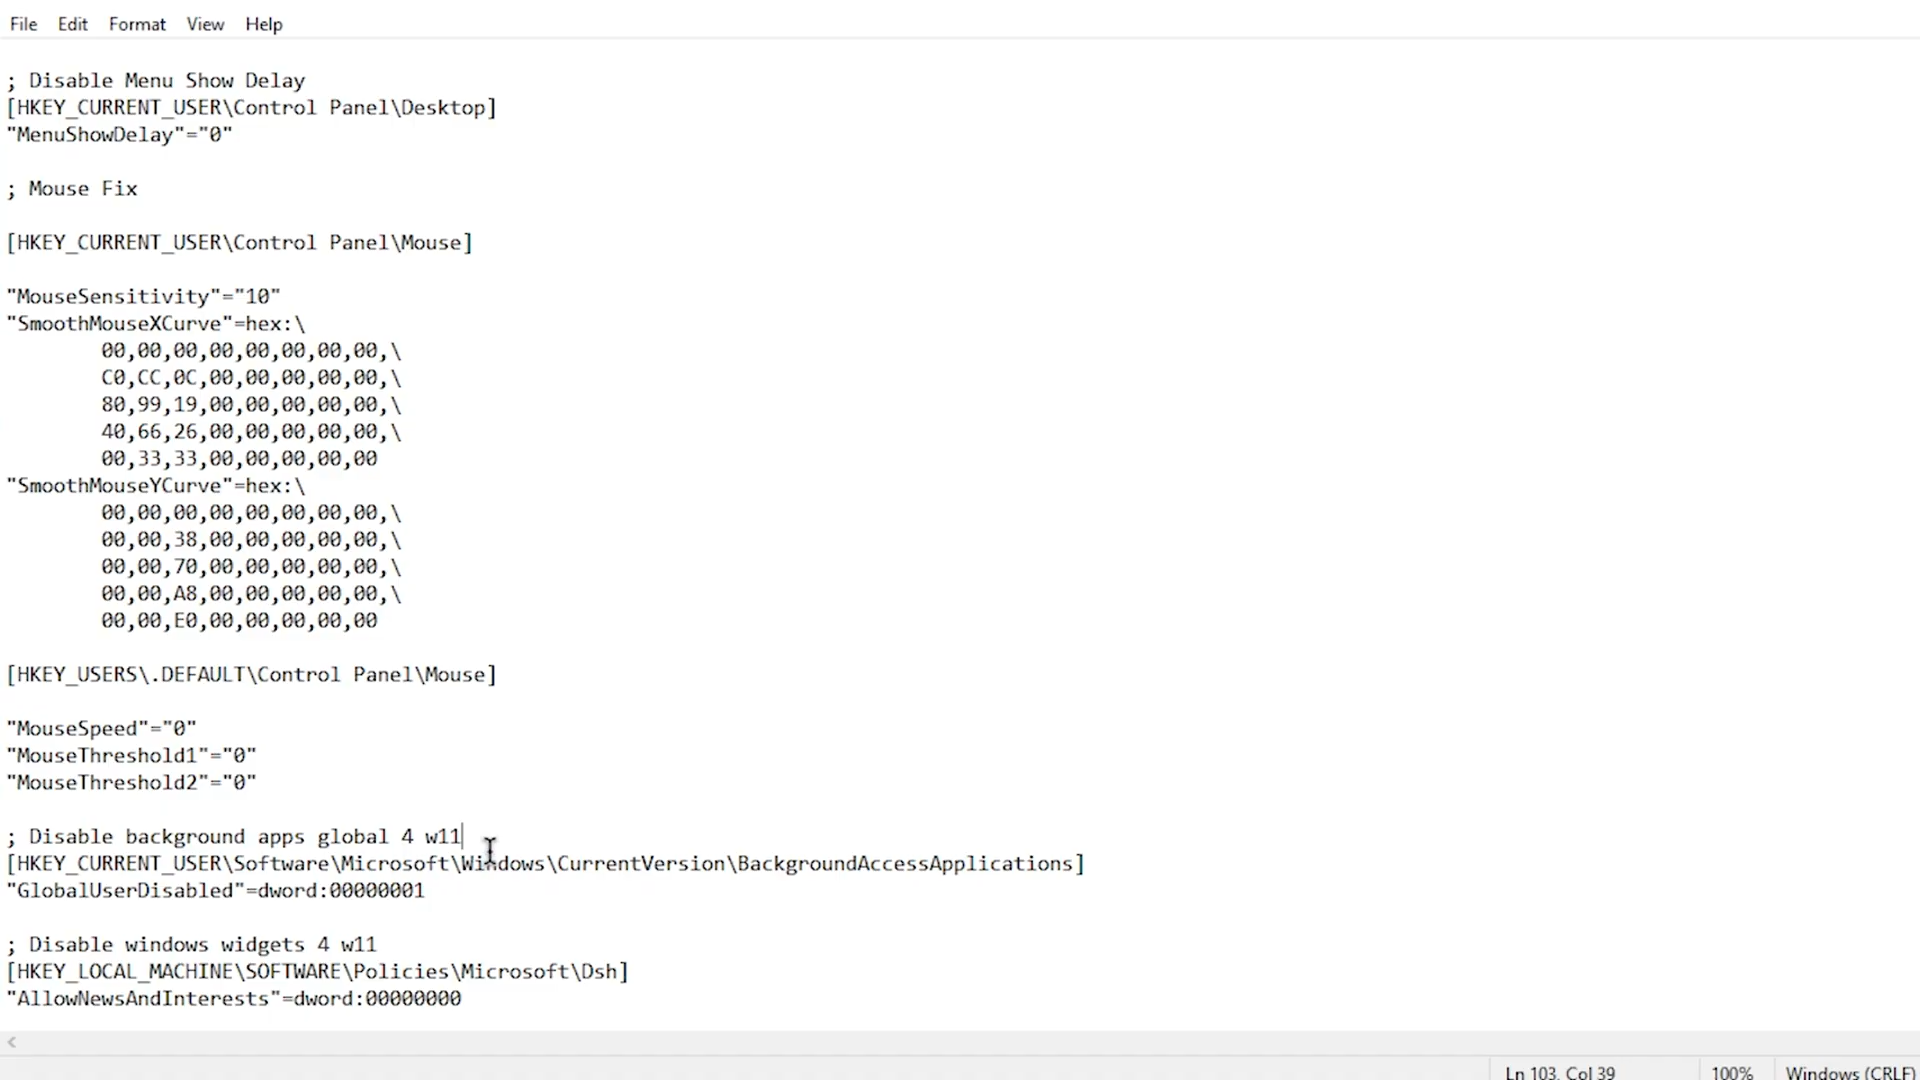 File Edit Format View Help
; Disable Menu Show Delay
[HKEY_CURRENT_USER\Control Panel\Desktop]
"MenuShowDelay"="0"
; Mouse Fix
[HKEY_CURRENT_USER\Control Panel\Mouse]
"MouseSensitivity"="10"
"SmoothMouseXCurve"=hex:\
00,00,00,00,00,00,00,00,\
C0,CC,0C,00,00,00,00,00,\
80,99,19,00,00,00,00,00,\
40,66,26,00,00,00,00,00,\
00,33,33,00,00,00,00,00
"SmoothMouseYCurve"=hex:\
00,00,00,00,00,00,00,00,\
00,00,38,00,00,00,00,00,\
00,00,70,00,00,00,00,00,\
00,00,A8,00,00,00,00,00,\
00,00,E0,00,00,00,00,00
[HKEY_USERS\.DEFAULT\Control Panel\Mouse]
"MouseSpeed"="0"
"MouseThreshold1"="0"
"MouseThreshold2"="0"
; Disable background apps global 4 w11
[HKEY_CURRENT_USER\Software\Microsoft\Windows\CurrentVersion\BackgroundAccessApplications]
"GlobalUserDisabled"=dword:00000001
; Disable windows widgets 4 w11
[HKEY_LOCAL_MACHINE\SOFTWARE\Policies\Microsoft\Dsh]
"AllowNewsAndInterests"=dword:00000000
Ln 103, Col 39 100% Windows (CRLF)